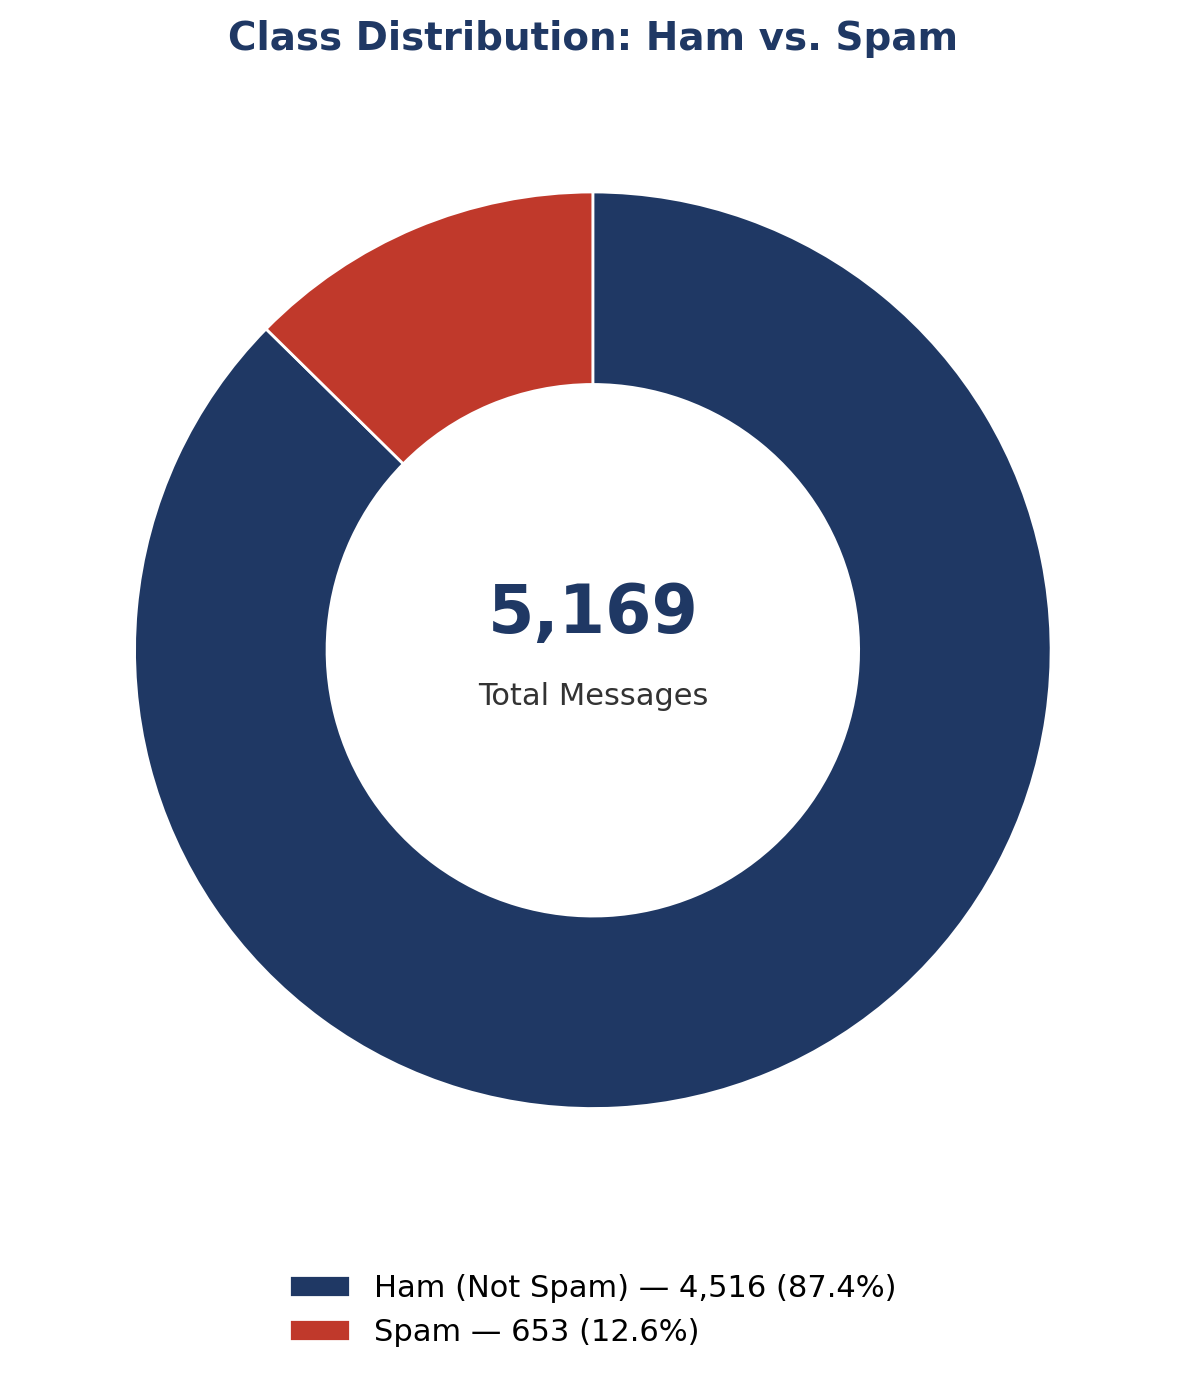 Class Distribution: Ham vs. Spam
5,169
Total Messages
Ham (Not Spam) — 4,516 (87.4%)
Spam — 653 (12.6%)